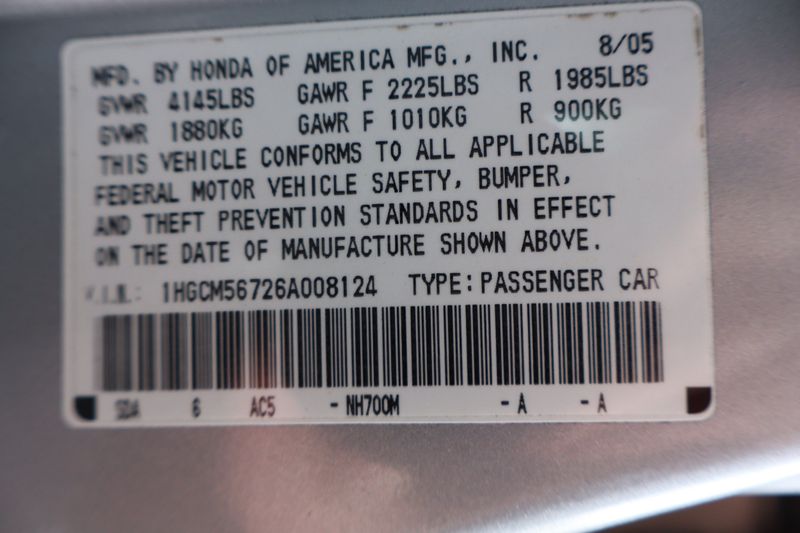 MFD. BY HONDA OF AMERICA MFG., INC. 8/05
GVWR 4145LBS GAWR F 2225LBS R 1985LBS
GVWR 1880KG GAWR F 1010KG R 900KG
THIS VEHICLE CONFORMS TO ALL APPLICABLE
FEDERAL MOTOR VEHICLE SAFETY, BUMPER,
AND THEFT PREVENTION STANDARDS IN EFFECT
ON THE DATE OF MANUFACTURE SHOWN ABOVE.
V.I.N.: 1HGCM56726A008124 TYPE: PASSENGER CAR
SDA 6 AC5 - NH700M - A - A